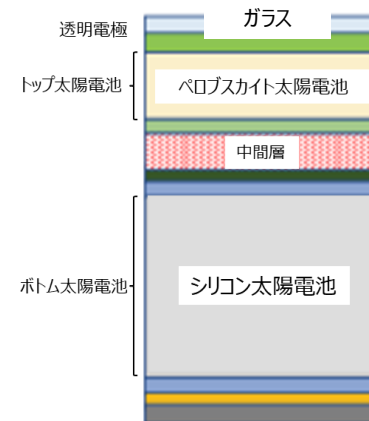 ガラス
透明電極
トップ太陽電池
ペロブスカイト太陽電池
中間層
ボトム太陽電池
シリコン太陽電池